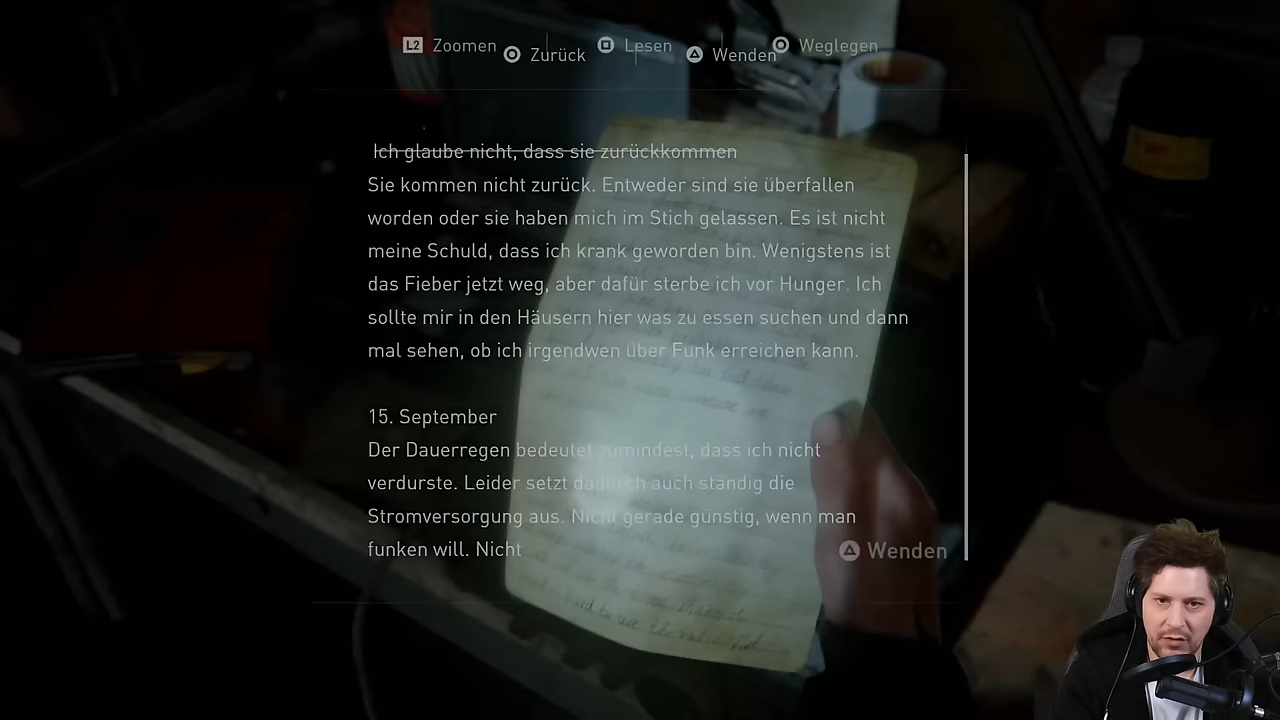 L2 Zoomen Zurück Lesen Wenden Weglegen
Ich glaube nicht, dass sie zurückkommen
Sie kommen nicht zurück. Entweder sind sie überfallen
worden oder sie haben mich im Stich gelassen. Es ist nicht
meine Schuld, dass ich krank geworden bin. Wenigstens ist
das Fieber jetzt weg, aber dafür sterbe ich vor Hunger. Ich
sollte mir in den Häusern hier was zu essen suchen und dann
mal sehen, ob ich irgendwen über Funk erreichen kann.
15. September
Der Dauerregen bedeutet zumindest, dass ich nicht
verdurste. Leider setzt dadurch auch ständig die
Stromversorgung aus. Nicht gerade günstig, wenn man
funken will. Nicht
Wenden